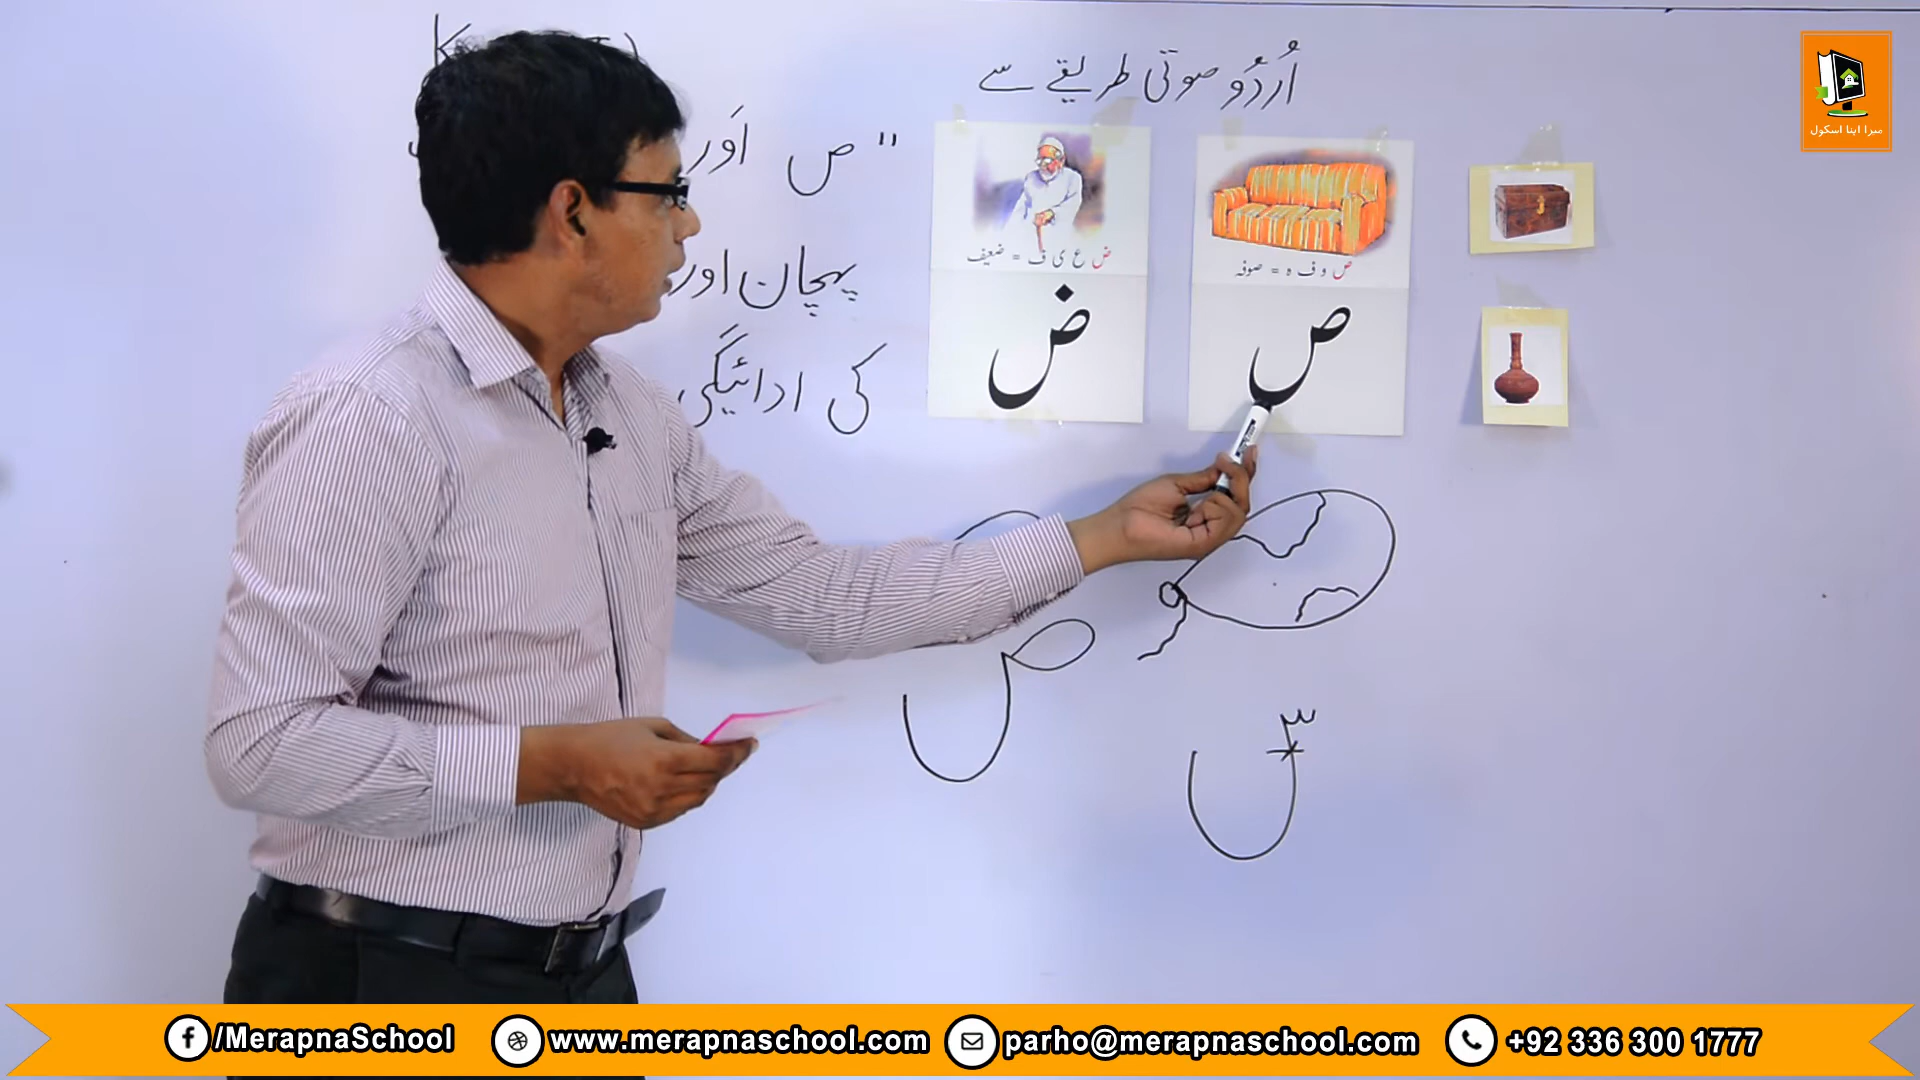 اُردُو صوتی طریقے سے
" ص اَور
پہچان اور
کی ادائیگی
ض ع ی ف = ضعیف
ض
ص و ف ہ = صوفہ
ص
میرا اپنا اسکول
/MerapnaSchool
www.merapnaschool.com
parho@merapnaschool.com
+92 336 300 1777